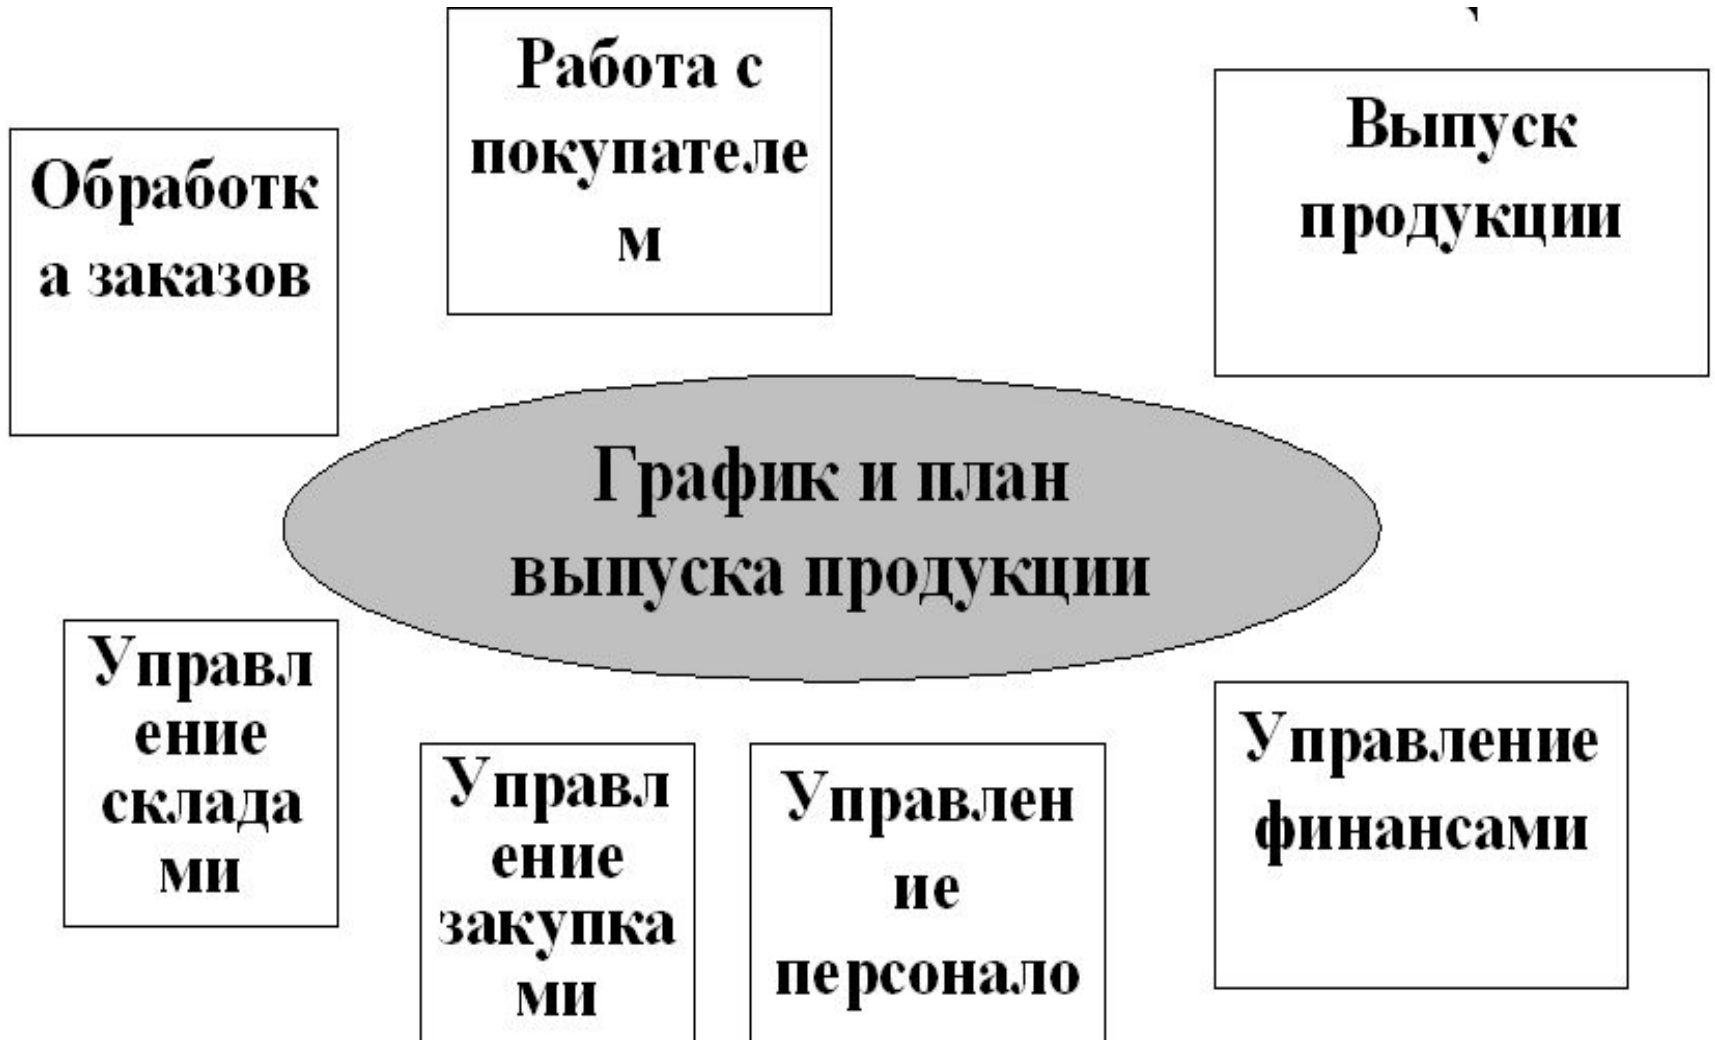 Работа с
покупателе
м
Выпуск
продукции
Обработк
а заказов
График и план
выпуска продукции
Управл
ение
склада
ми
Управл
ение
закупка
ми
Управлен
ие
персонало
Управление
финансами